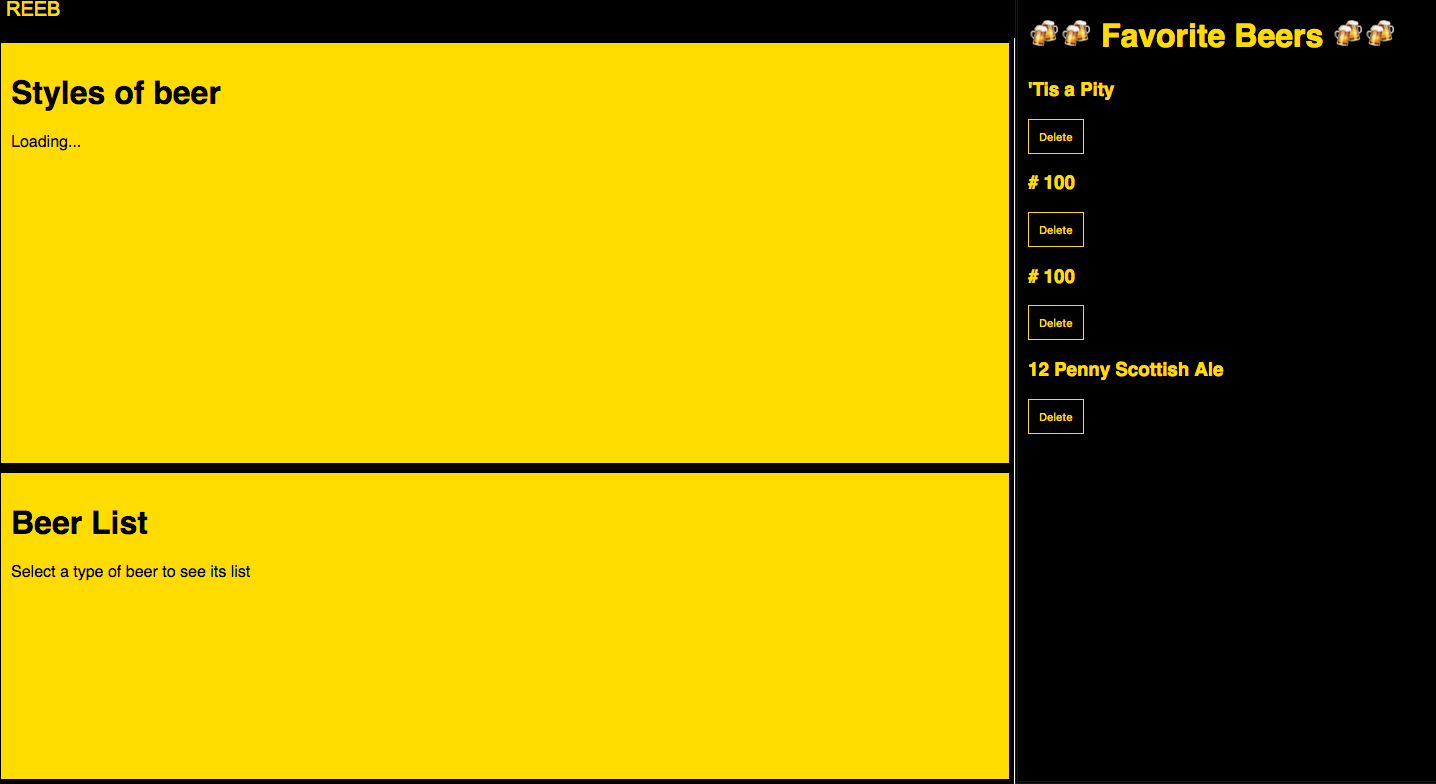 REEB
Styles of beer
Loading...
Beer List
Select a type of beer to see its list
🍻🍻 Favorite Beers 🍻🍻
'Tis a Pity
Delete
# 100
Delete
# 100
Delete
12 Penny Scottish Ale
Delete